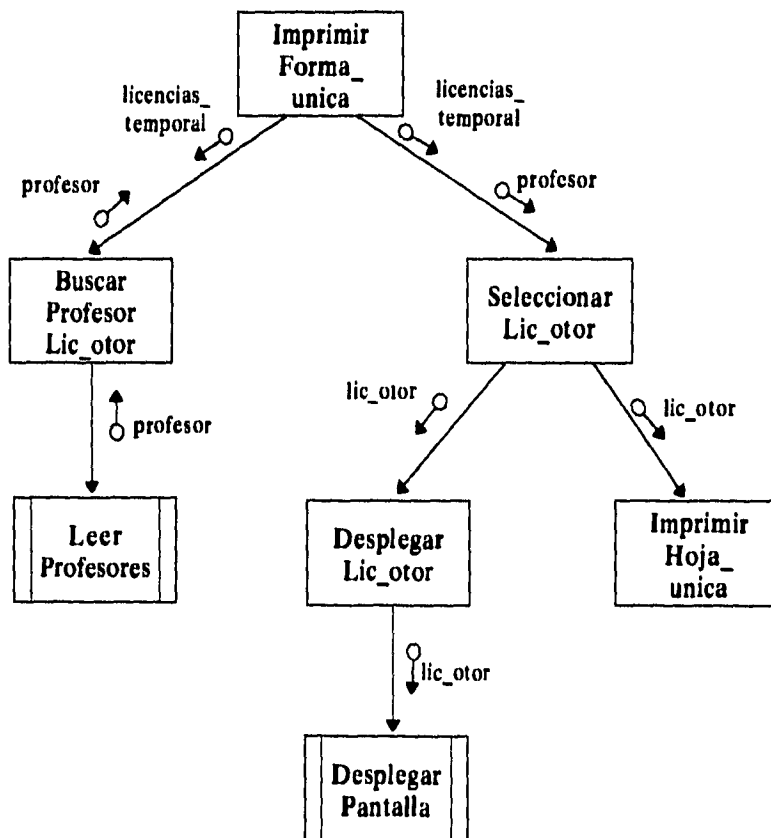 Imprimir
Forma_
unica
licencias_
temporal
licencias_
temporal
profesor
profesor
Buscar
Profesor
Lic_otor
Seleccionar
Lic_otor
profesor
lic_otor
lic_otor
Leer
Profesores
Desplegar
Lic_otor
Imprimir
Hoja_
unica
lic_otor
Desplegar
Pantalla